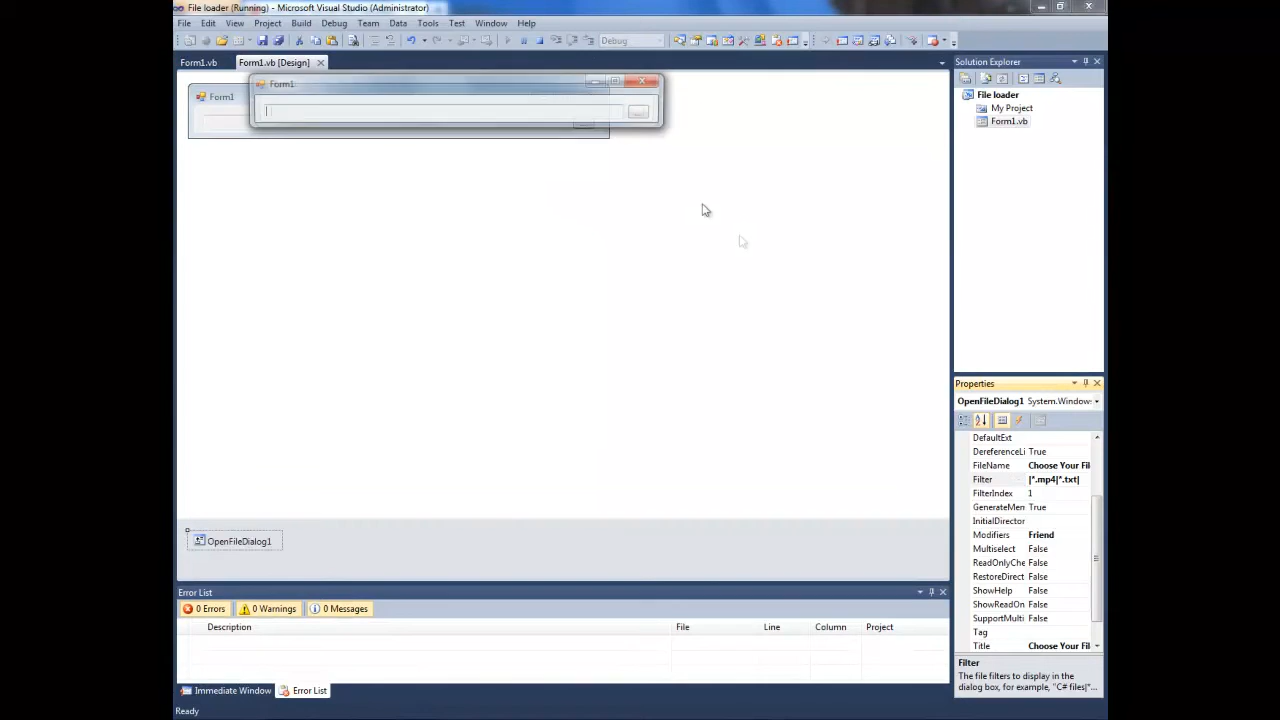 File loader (Running) - Microsoft Visual Studio (Administrator)
File Edit View Project Build Debug Team Data Tools Test Window Help
Debug
Form1.vb Form1.vb [Design]
Form1
Form1
...
Solution Explorer
File loader
My Project
Form1.vb
Properties
OpenFileDialog1 System.Window:
DefaultExt
DereferenceLi True
FileName Choose Your Fil
Filter |*.mp4|*.txt|
FilterIndex 1
GenerateMen True
InitialDirector
Modifiers Friend
Multiselect False
ReadOnlyChe False
RestoreDirect False
ShowHelp False
ShowReadOn False
SupportMulti False
Tag
Title Choose Your Fil
Filter
The file filters to display in the
dialog box, for example, "C# files|*...
OpenFileDialog1
Error List
0 Errors 0 Warnings 0 Messages
Description File Line Column Project
Immediate Window Error List
Ready